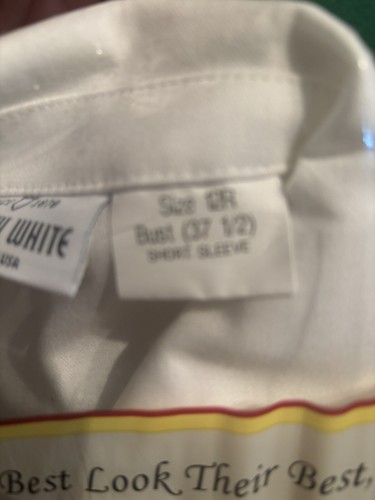 WHITE
USA
Size 12R
Bust (37 1/2)
SHORT SLEEVE
Best Look Their Best,